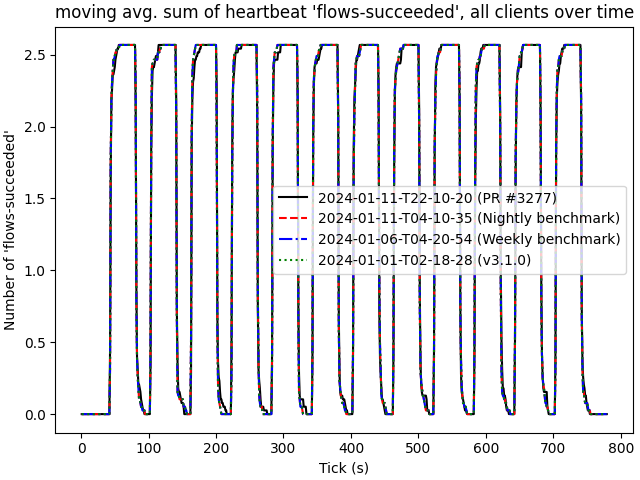 moving avg. sum of heartbeat 'flows-succeeded', all clients over time
Number of 'flows-succeeded'
2.5
2.0
1.5
1.0
0.5
0.0
2024-01-11-T22-10-20 (PR #3277)
2024-01-11-T04-10-35 (Nightly benchmark)
2024-01-06-T04-20-54 (Weekly benchmark)
2024-01-01-T02-18-28 (v3.1.0)
0 100 200 300 400 500 600 700 800
Tick (s)